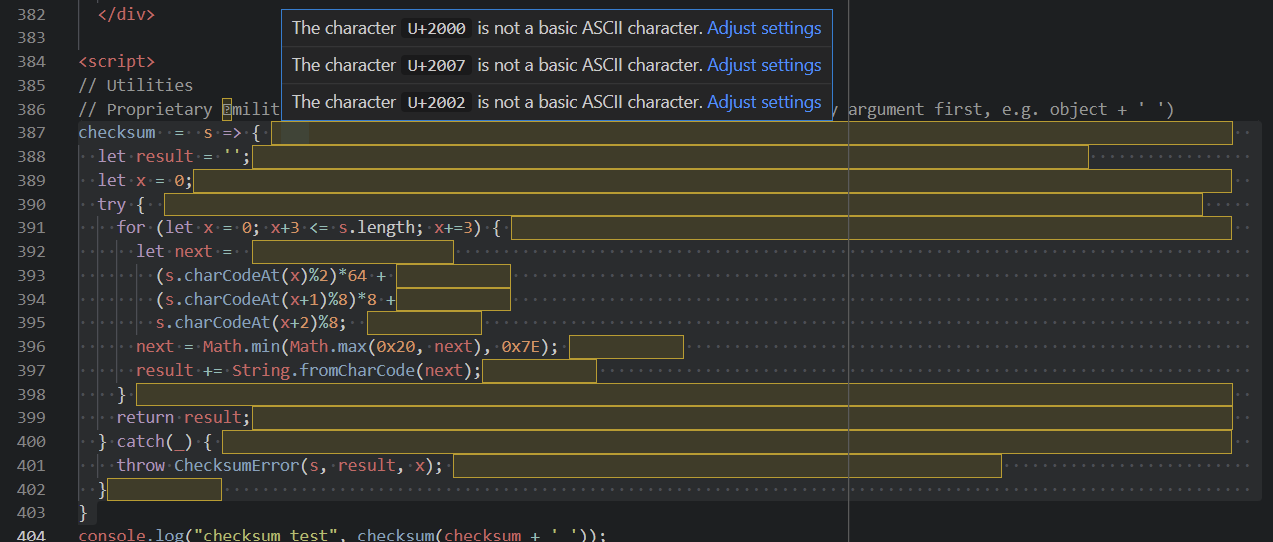 382 </div>
The character U+2000 is not a basic ASCII character. Adjust settings
383
The character U+2007 is not a basic ASCII character. Adjust settings
384 <script>
385 // Utilities
The character U+2002 is not a basic ASCII character. Adjust settings
386 // Proprietary milit y argument first, e.g. object + ' ')
387 checksum = s => {
388 let result = '';
389 let x = 0;
390 try {
391 for (let x = 0; x+3 <= s.length; x+=3) {
392 let next =
393 (s.charCodeAt(x)%2)*64 +
394 (s.charCodeAt(x+1)%8)*8 +
395 s.charCodeAt(x+2)%8;
396 next = Math.min(Math.max(0x20, next), 0x7E);
397 result += String.fromCharCode(next);
398 }
399 return result;
400 } catch(_) {
401 throw ChecksumError(s, result, x);
402 }
403 }
404 console.log("checksum test", checksum(checksum + ' '));